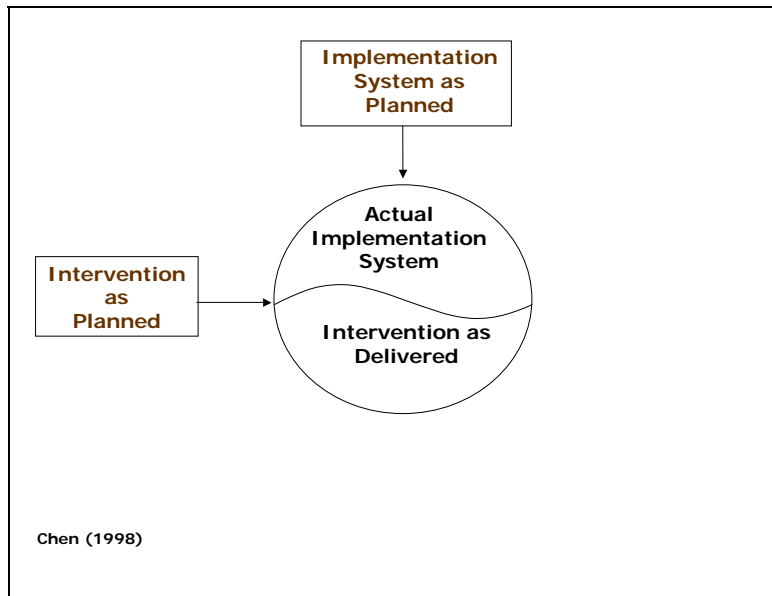 Implementation
System as
Planned
Actual
Implementation
System
Intervention
as
Planned
Intervention as
Delivered
Chen (1998)